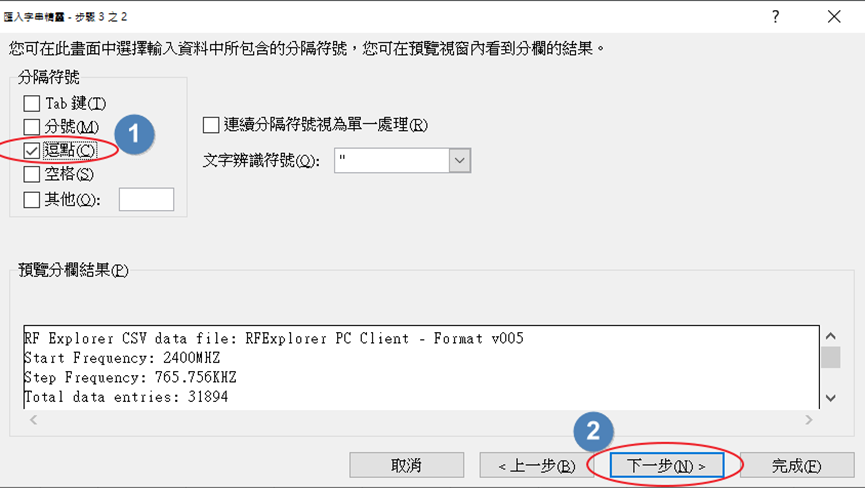 匯入字串精靈 - 步驟 3 之 2
?
您可在此畫面中選擇輸入資料中所包含的分隔符號，您可在預覽視窗內看到分欄的結果。
分隔符號
Tab 鍵(T)
分號(M)
1
逗點(C)
空格(S)
其他(O):
連續分隔符號視為單一處理(R)
文字辨識符號(Q): "
預覽分欄結果(P)
RF Explorer CSV data file: RFExplorer PC Client - Format v005
Start Frequency: 2400MHZ
Step Frequency: 765.756KHZ
Total data entries: 31894
2
取消
< 上一步(B)
下一步(N) >
完成(F)